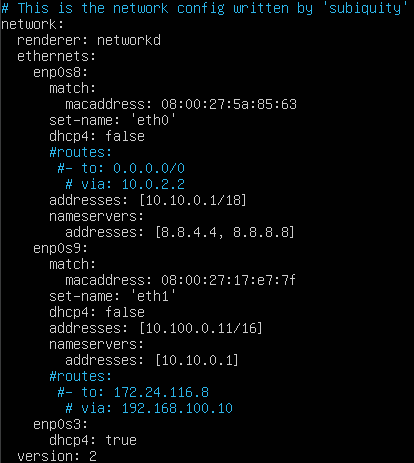 # This is the network config written by 'subiquity'
network:
  renderer: networkd
  ethernets:
    enp0s8:
      match:
        macaddress: 08:00:27:5a:85:63
      set-name: 'eth0'
      dhcp4: false
      #routes:
       #- to: 0.0.0.0/0
        # via: 10.0.2.2
      addresses: [10.10.0.1/18]
      nameservers:
        addresses: [8.8.4.4, 8.8.8.8]
    enp0s9:
      match:
        macaddress: 08:00:27:17:e7:7f
      set-name: 'eth1'
      dhcp4: false
      addresses: [10.100.0.11/16]
      nameservers:
        addresses: [10.10.0.1]
      #routes:
       #- to: 172.24.116.8
        # via: 192.168.100.10
    enp0s3:
      dhcp4: true
  version: 2